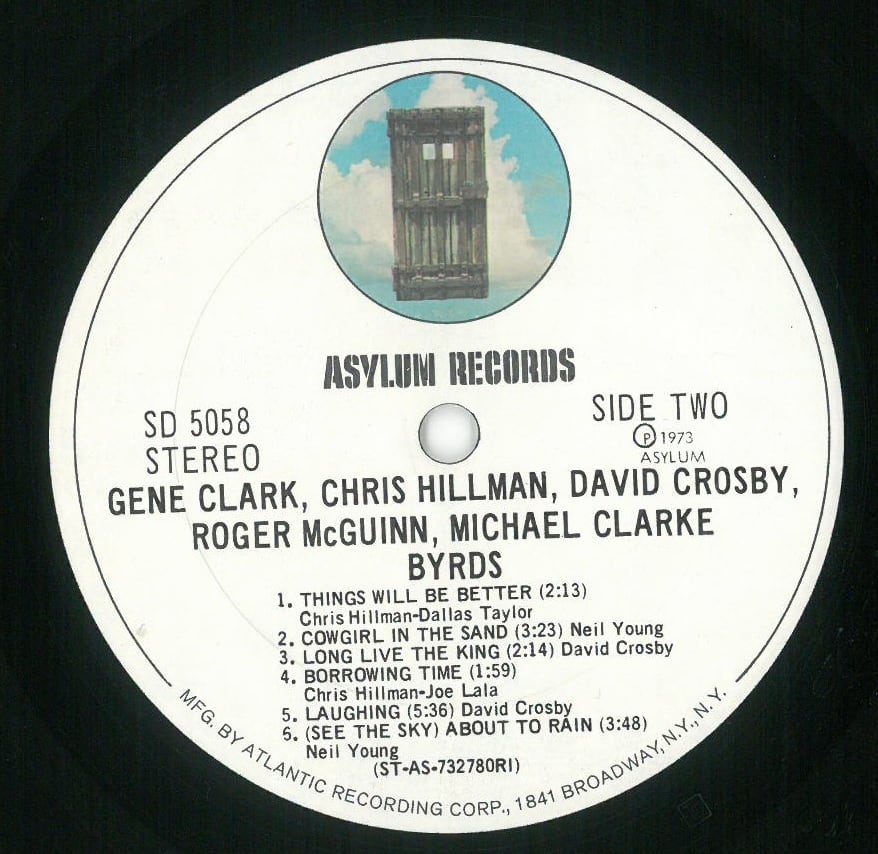 ASYLUM RECORDS
SD 5058
STEREO
SIDE TWO
Ⓟ 1973
ASYLUM
GENE CLARK, CHRIS HILLMAN, DAVID CROSBY,
ROGER McGUINN, MICHAEL CLARKE
BYRDS
1. THINGS WILL BE BETTER (2:13)
Chris Hillman-Dallas Taylor
2. COWGIRL IN THE SAND (3:23) Neil Young
3. LONG LIVE THE KING (2:14) David Crosby
4. BORROWING TIME (1:59)
Chris Hillman-Joe Lala
5. LAUGHING (5:36) David Crosby
6. (SEE THE SKY) ABOUT TO RAIN (3:48)
Neil Young
(ST-AS-732780RI)
MFG. BY ATLANTIC RECORDING CORP., 1841 BROADWAY, N.Y., N.Y.